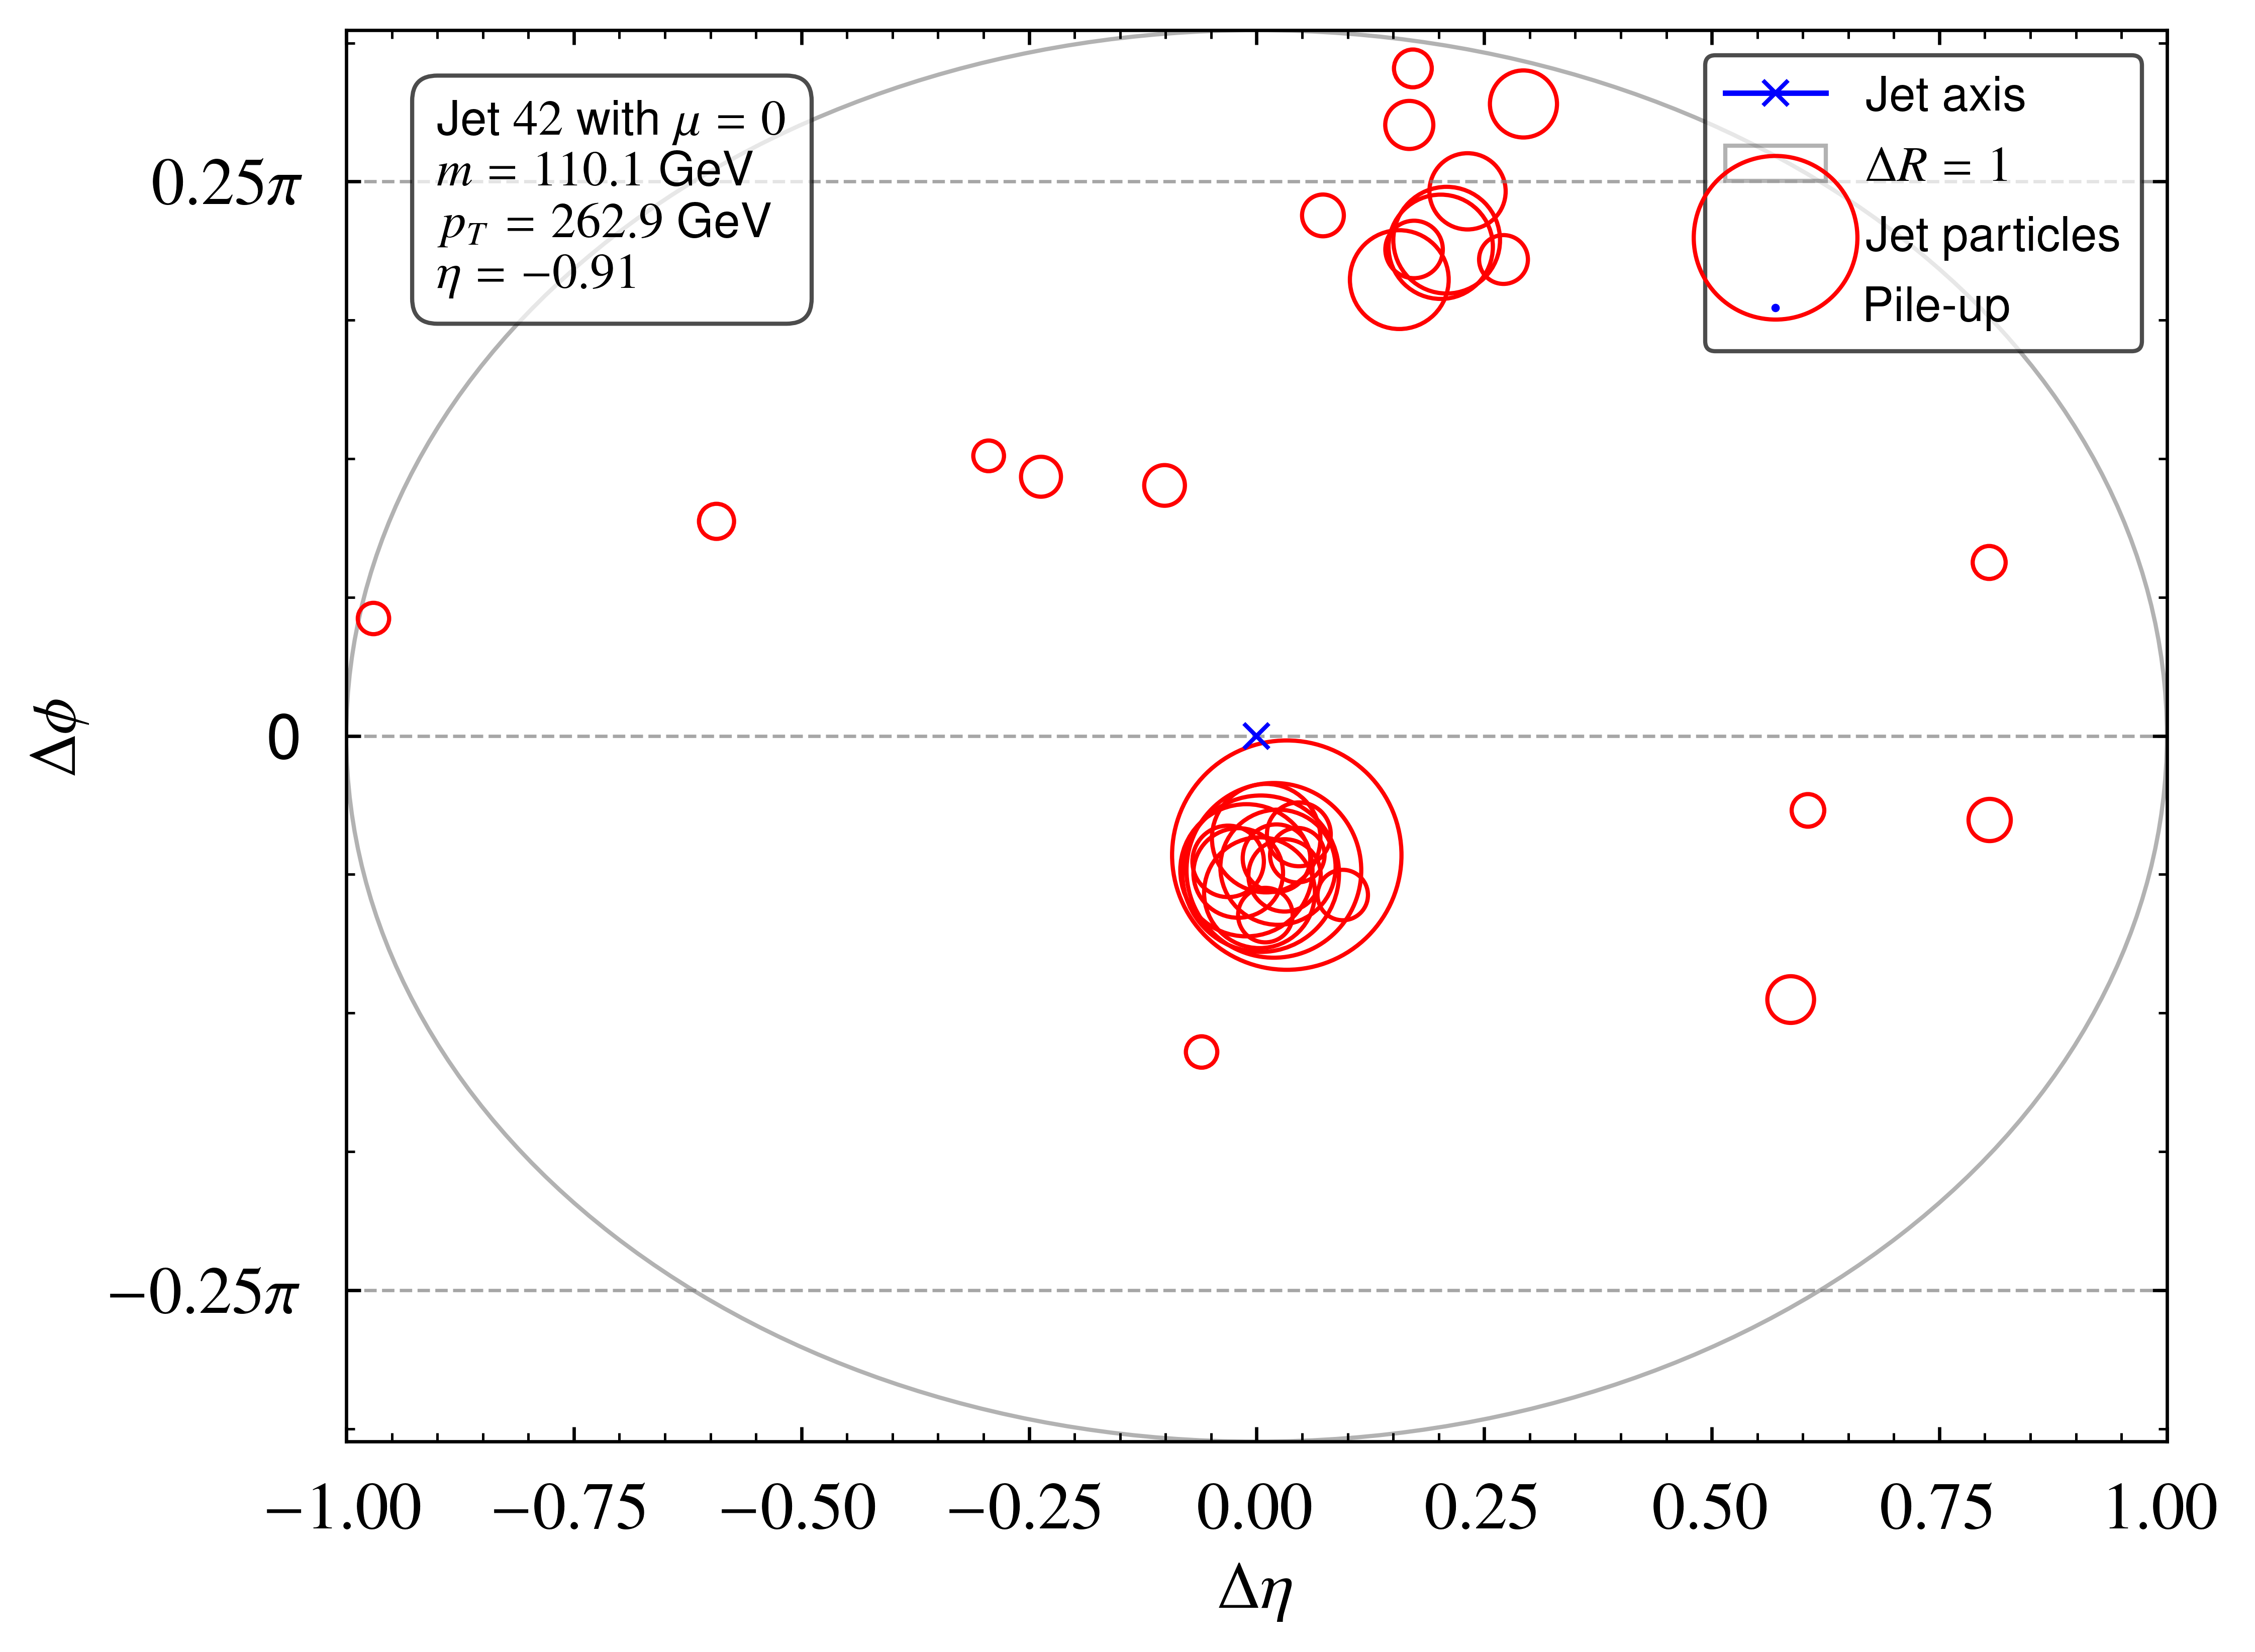 Jet 42 with μ = 0
m = 110.1 GeV
p_T = 262.9 GeV
η = −0.91
Jet axis
ΔR = 1
Jet particles
Pile-up
0.25π
0
−0.25π
Δϕ
−1.00 −0.75 −0.50 −0.25 0.00 0.25 0.50 0.75 1.00
Δη